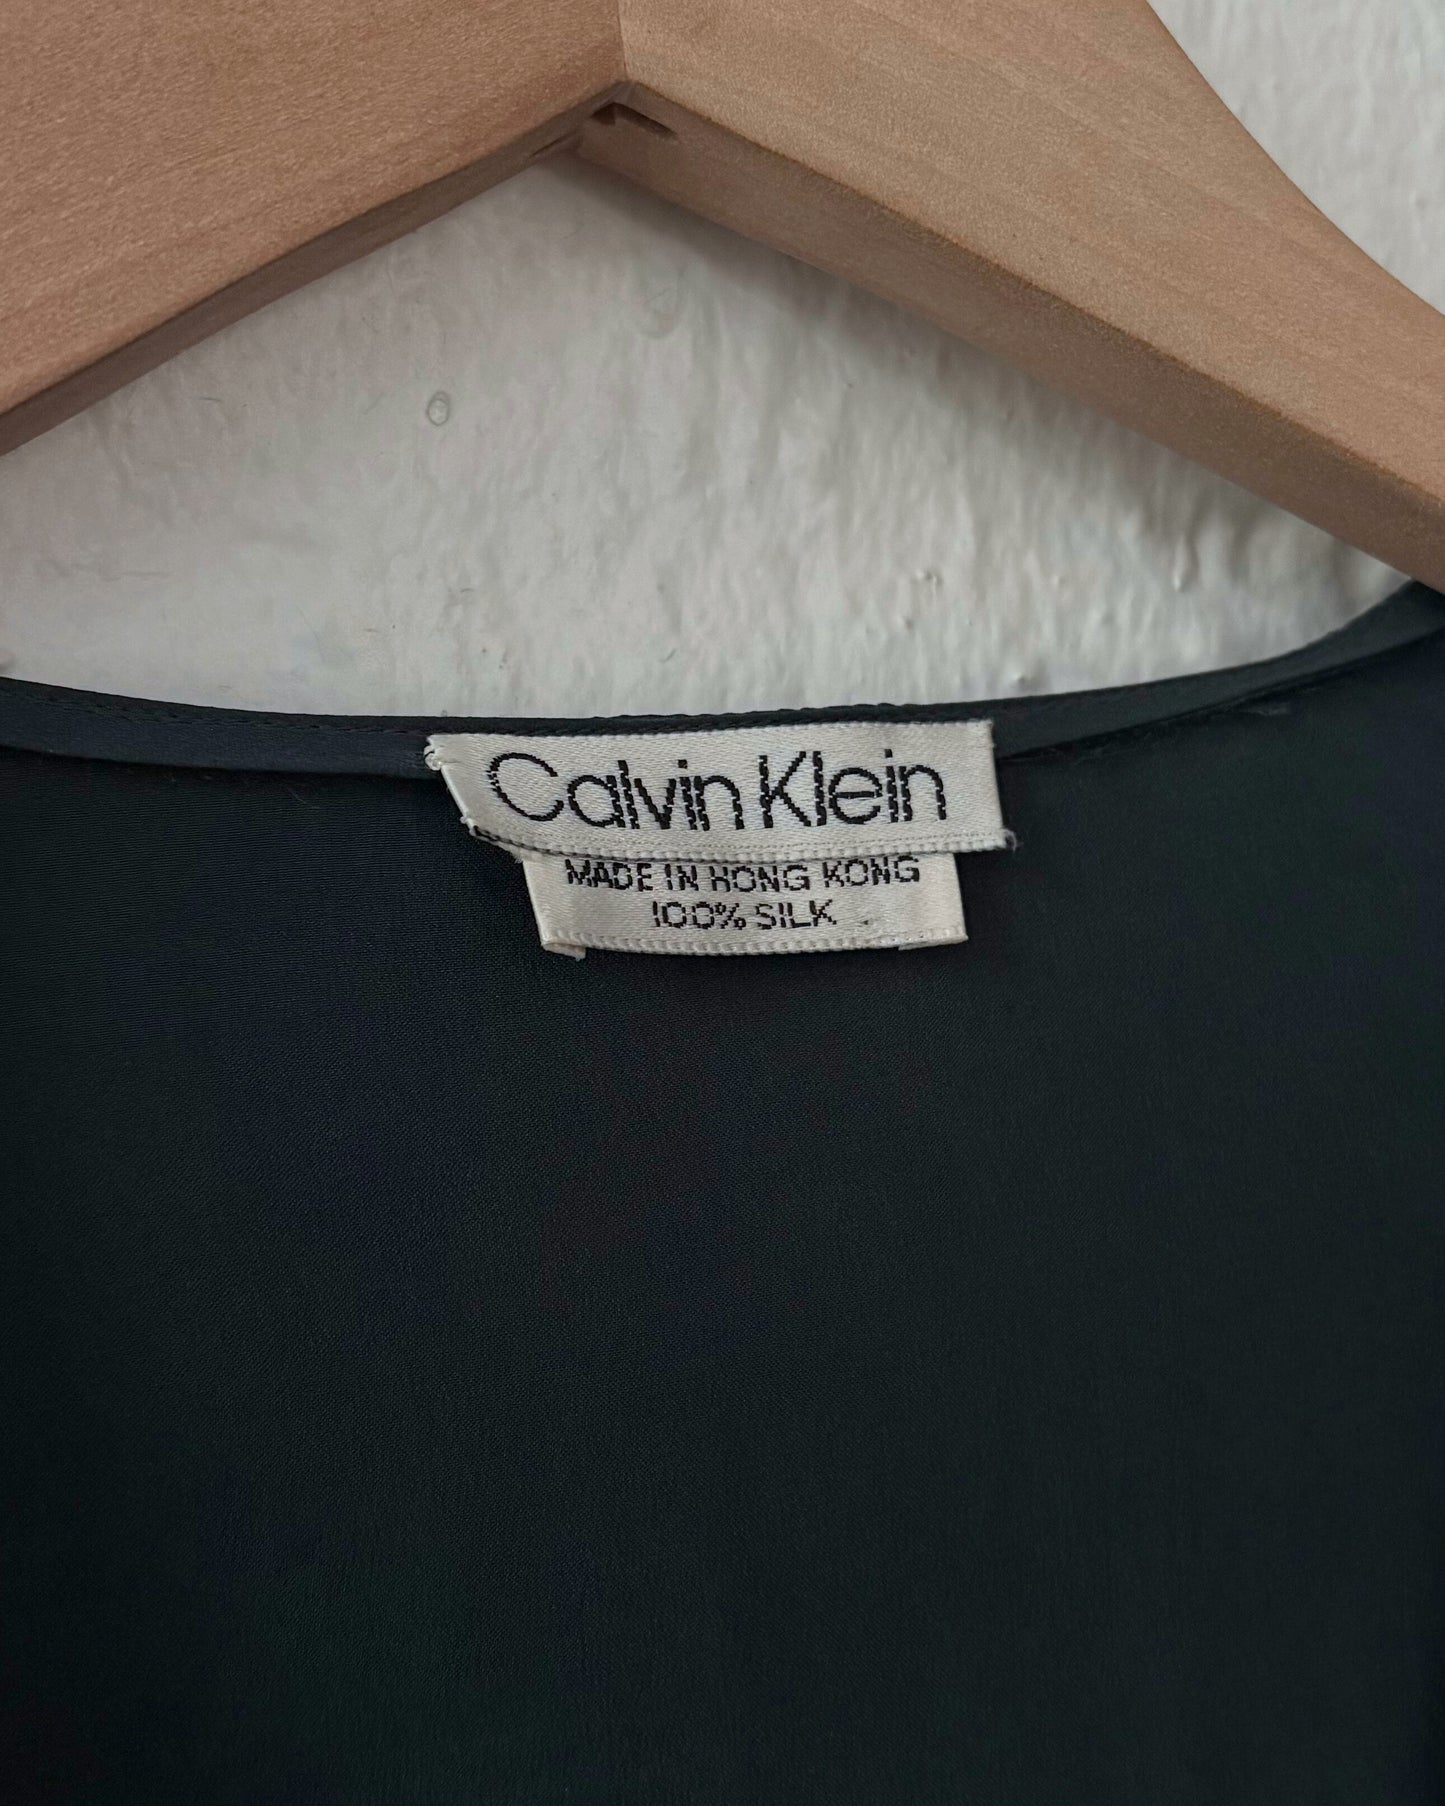 Calvin Klein
MADE IN HONG KONG
100% SILK